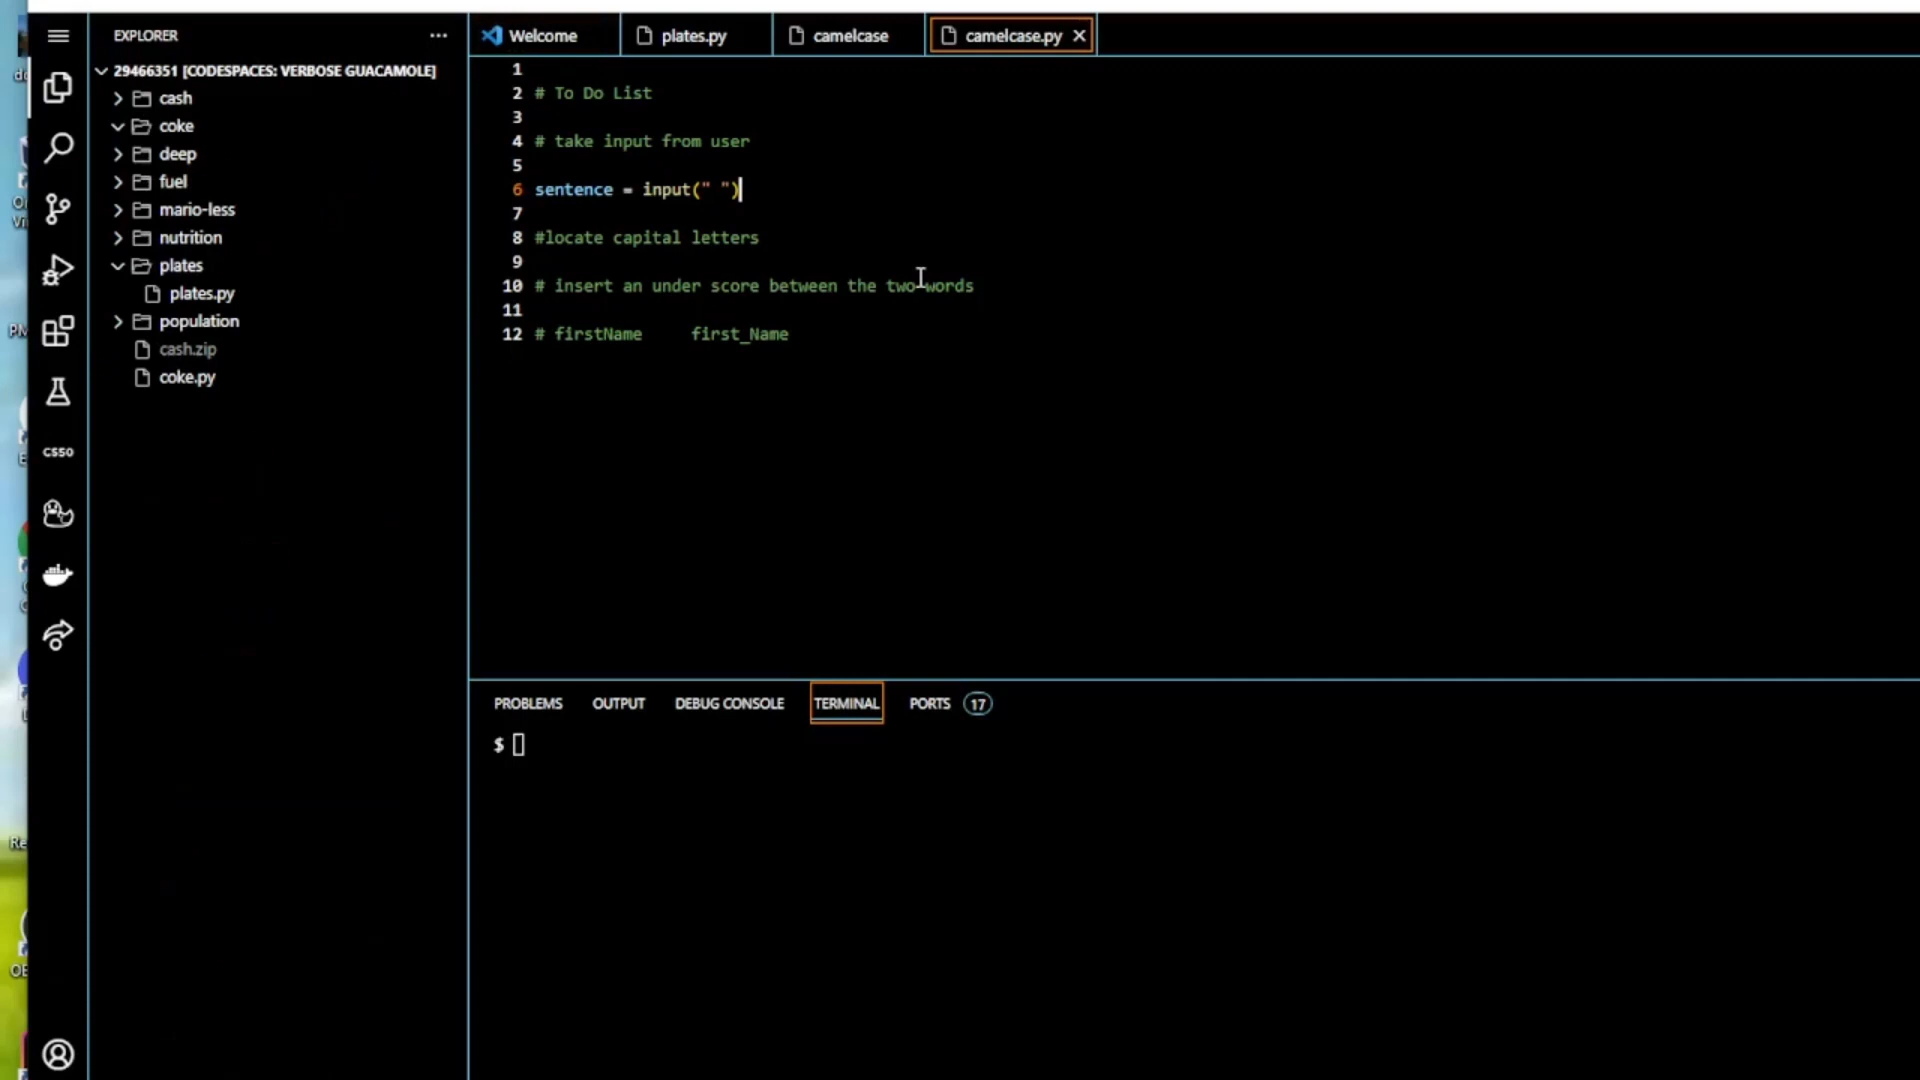 EXPLORER
29466351 [CODESPACES: VERBOSE GUACAMOLE]
cash
coke
deep
fuel
mario-less
nutrition
plates
plates.py
population
cash.zip
coke.py
CS50
Welcome
plates.py
camelcase
camelcase.py
1
2 # To Do List
3
4 # take input from user
5
6 sentence = input(" ")
7
8 #locate capital letters
9
10 # insert an under score between the two words
11
12 # firstName first_Name
PROBLEMS
OUTPUT
DEBUG CONSOLE
TERMINAL
PORTS
17
$